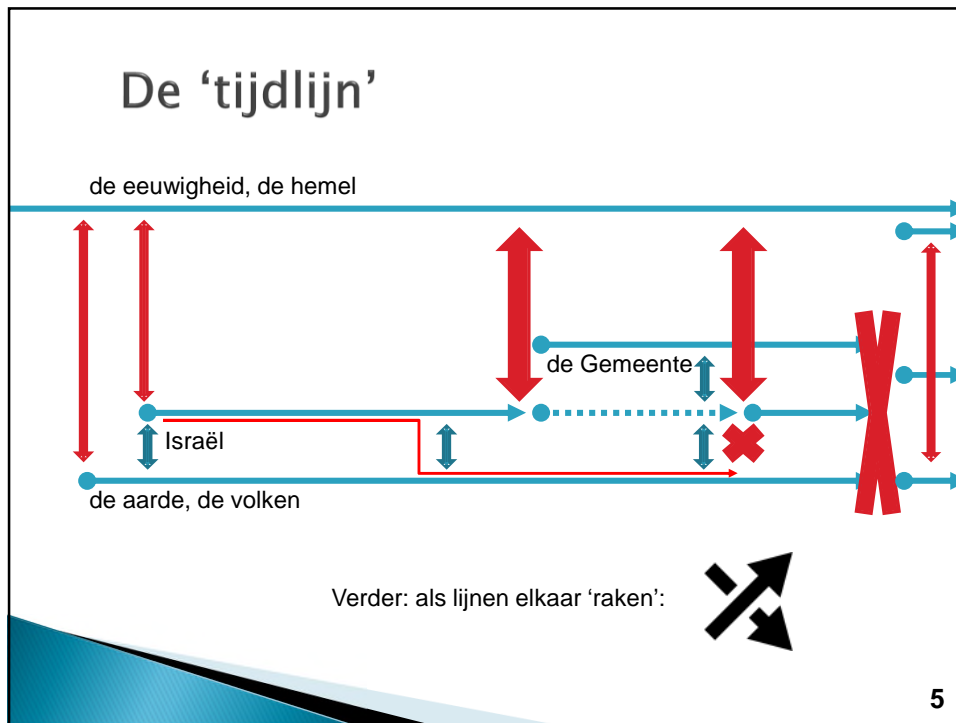 De ‘tijdlijn’
de eeuwigheid, de hemel
de Gemeente
Israël
de aarde, de volken
Verder: als lijnen elkaar ‘raken’:
5